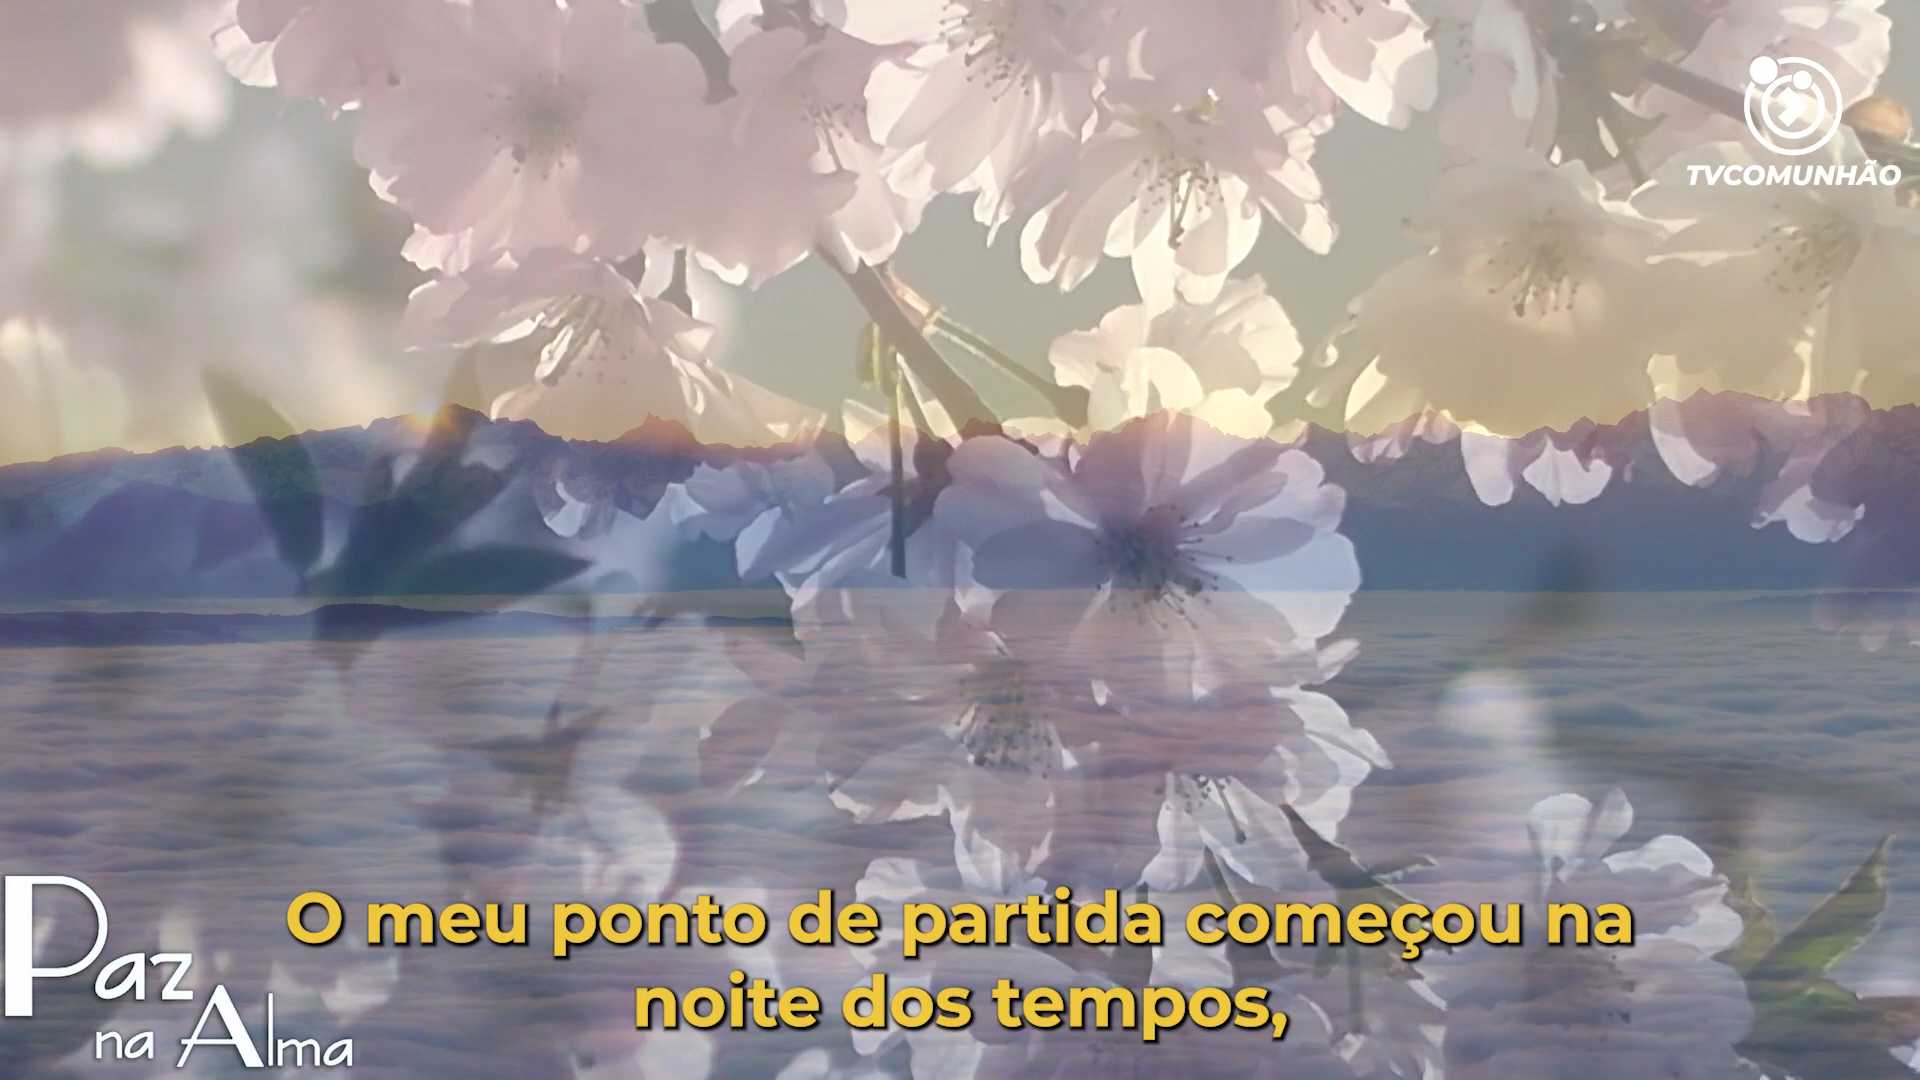 TVCOMUNHÃO
O meu ponto de partida começou na
noite dos tempos,
Paz
na Alma